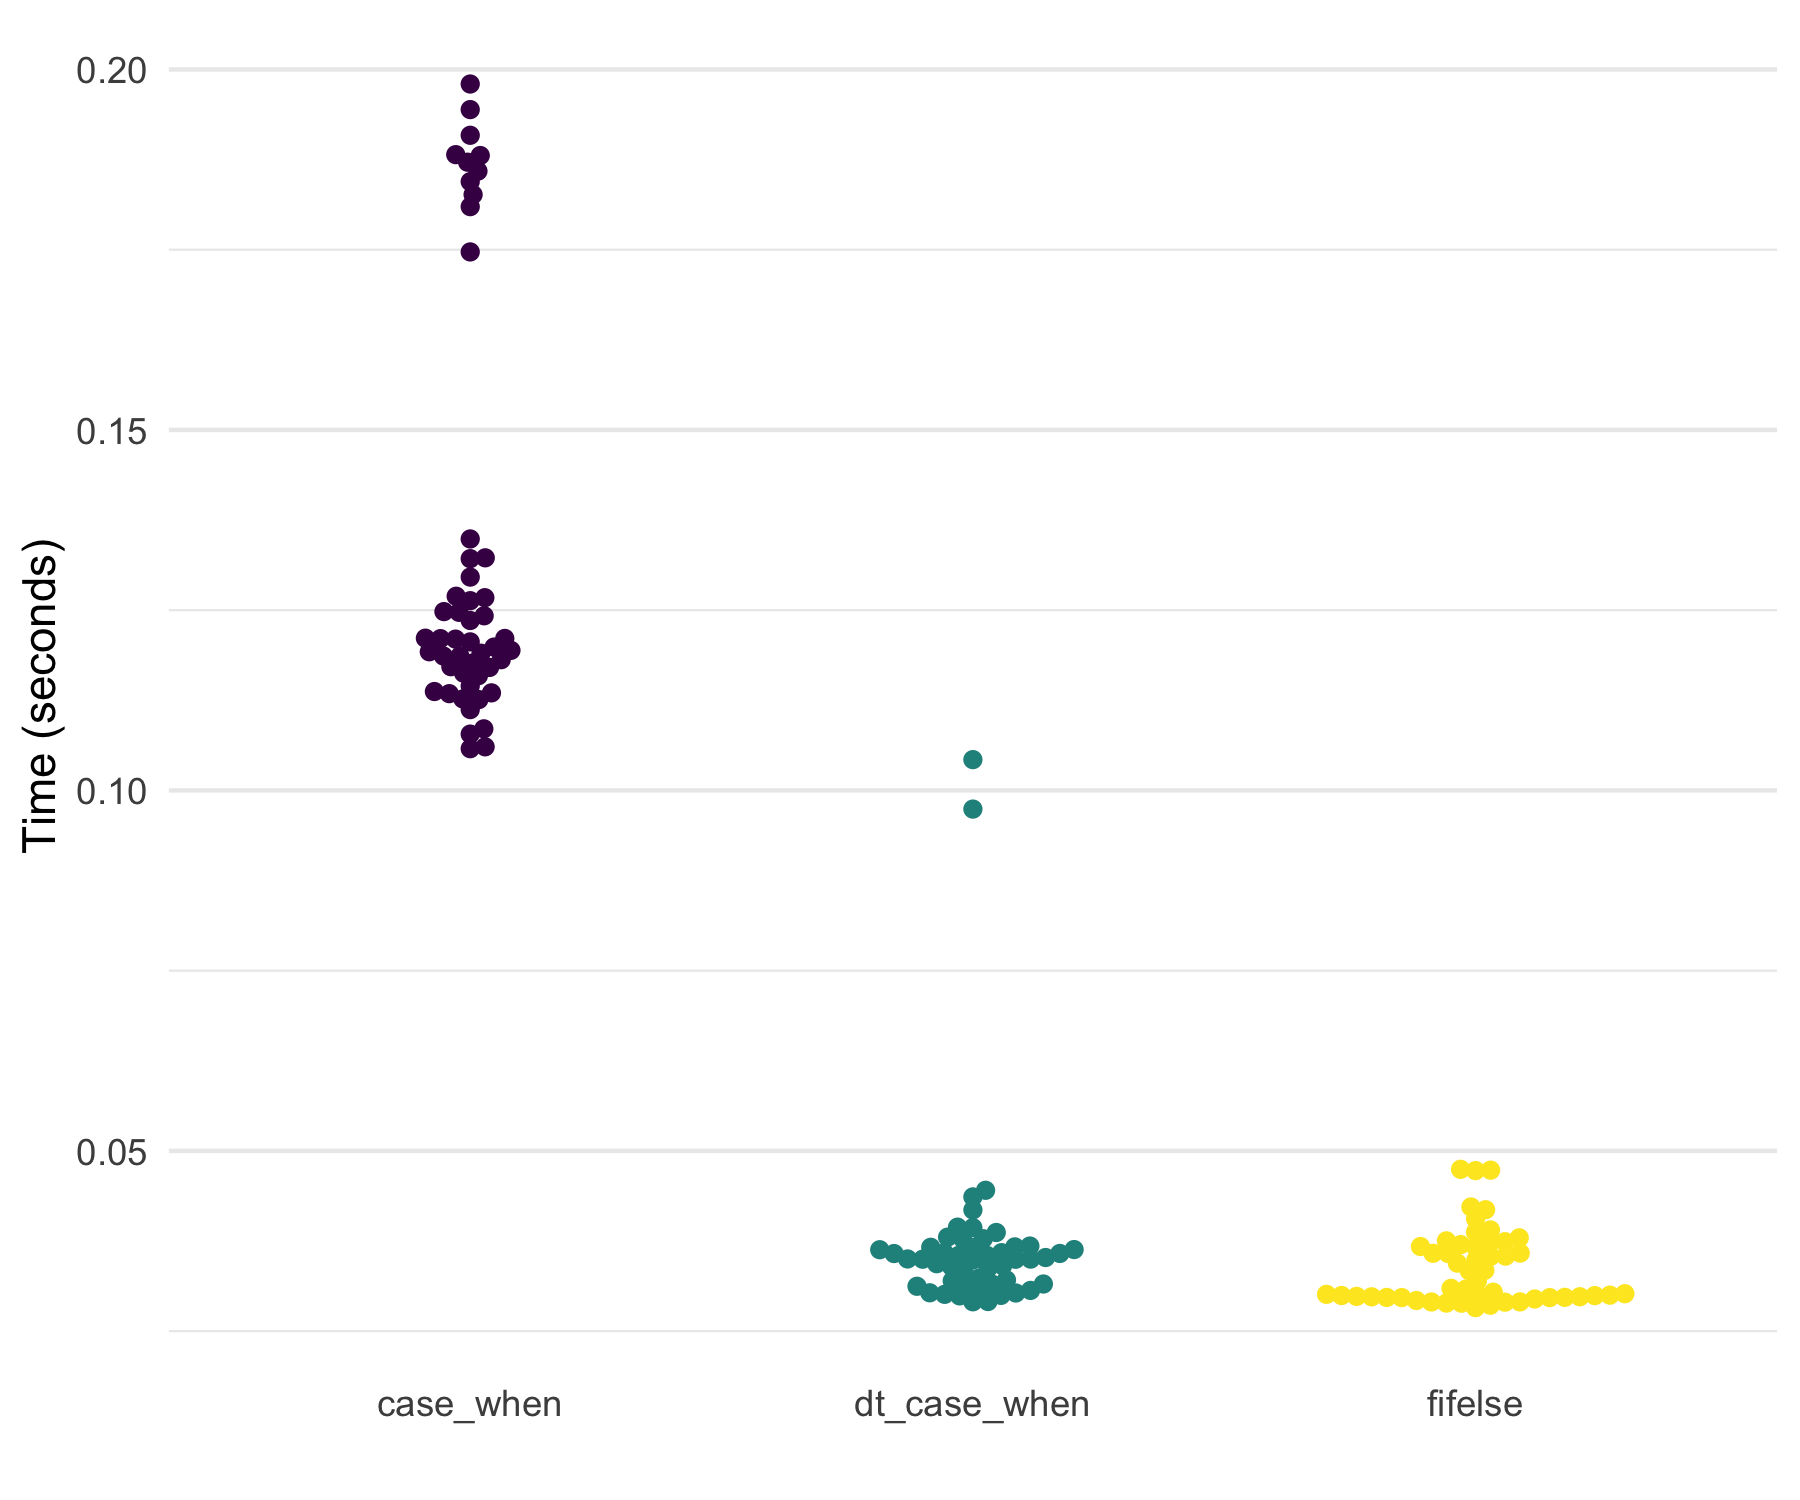 Time (seconds)
0.20
0.15
0.10
0.05
case_when
dt_case_when
fifelse